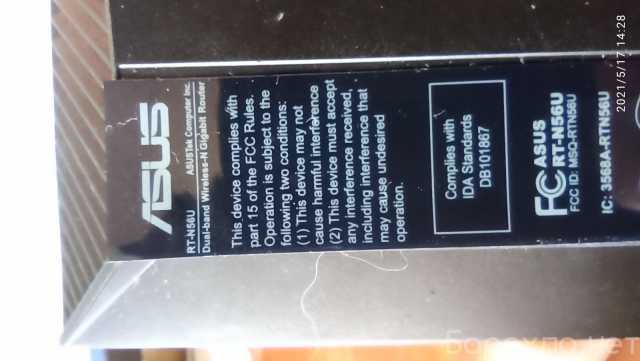 ASUS
RT-N56U ASUSTek Computer Inc.
Dual-band Wireless-N Gigabit Router
This device complies with
part 15 of the FCC Rules.
Operation is subject to the
following two conditions:
(1) This device may not
cause harmful interference
(2) This device must accept
any interference received,
including interference that
may cause undesired
operation.
Complies with
IDA Standards
DB101867
FC ASUS
RT-N56U
FCC ID: MSQ-RTN56U
IC: 3568A-RTN56U
2021/5/17 14:28
Барахло.нет